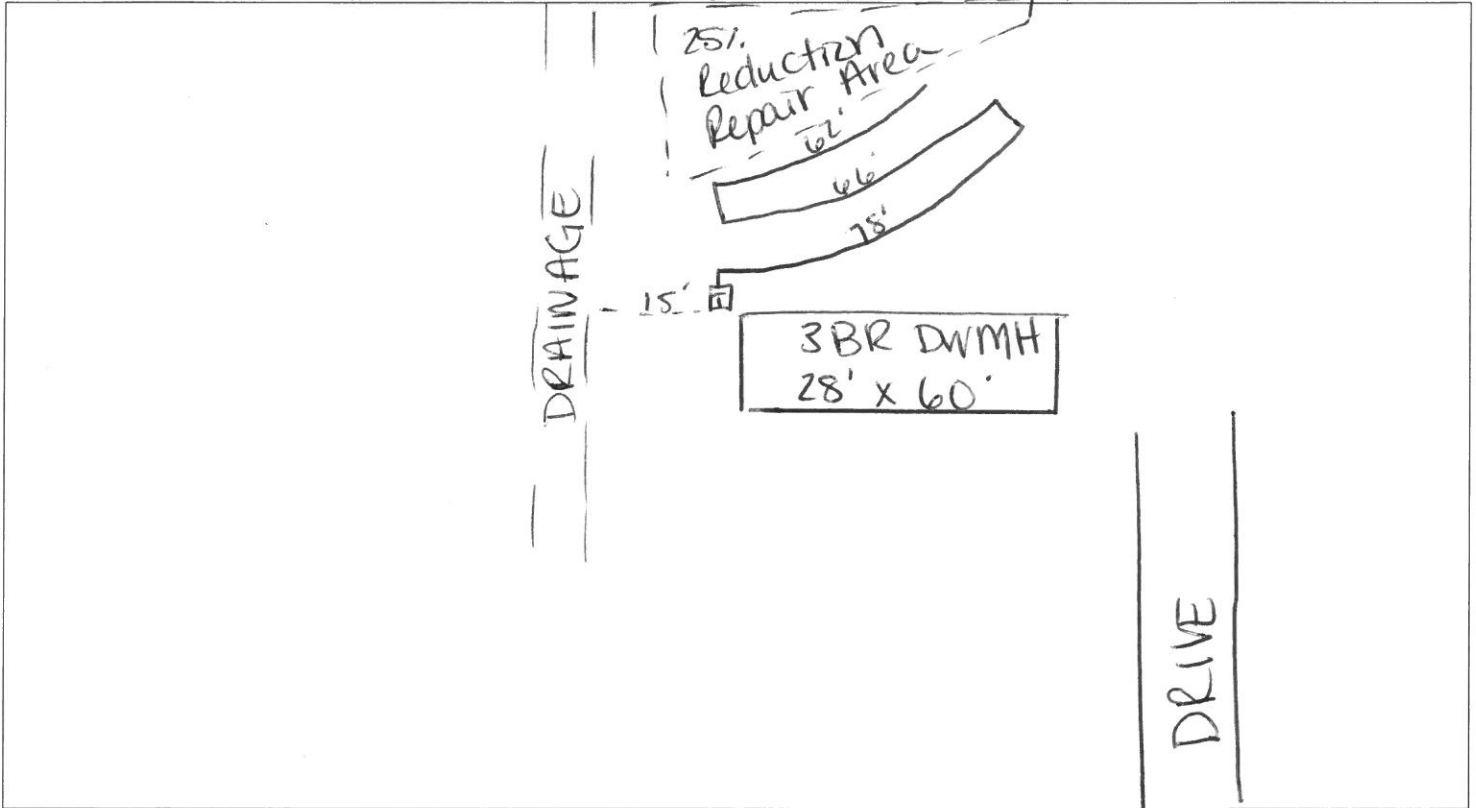 25%
Reduction
Repair Area
62'
66'
78'
DRAINAGE
15'
3BR DWMH
28' x 60'
DRIVE